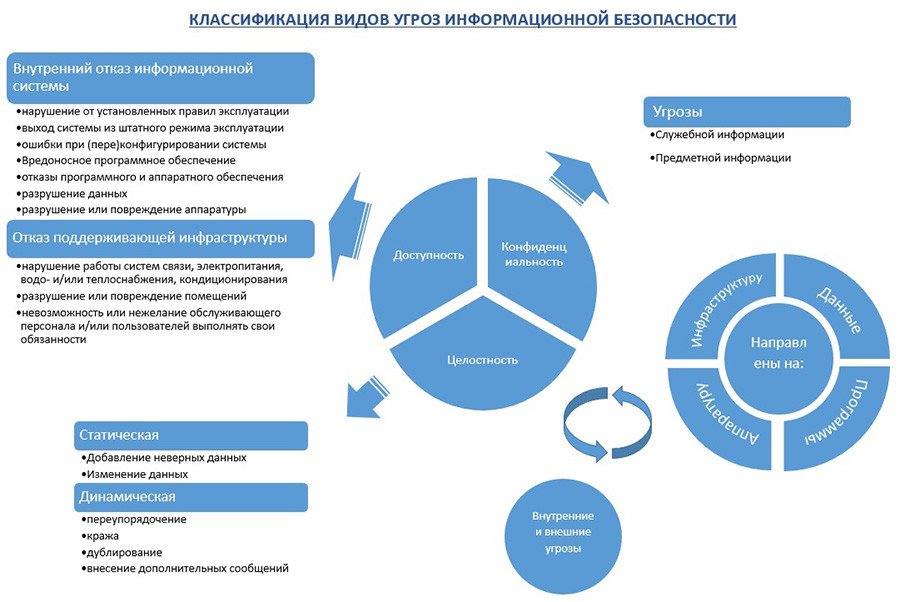 КЛАССИФИКАЦИЯ ВИДОВ УГРОЗ ИНФОРМАЦИОННОЙ БЕЗОПАСНОСТИ
Внутренний отказ информационной
системы
•нарушение от установленных правил эксплуатации
•выход системы из штатного режима эксплуатации
•ошибки при (пере)конфигурировании системы
•Вредоносное программное обеспечение
•отказы программного и аппаратного обеспечения
•разрушение данных
•разрушение или повреждение аппаратуры
Отказ поддерживающей инфраструктуры
•нарушение работы систем связи, электропитания,
водо- и/или теплоснабжения, кондиционирования
•разрушение или повреждение помещений
•невозможность или нежелание обслуживающего
персонала и/или пользователей выполнять свои
обязанности
Доступность
Конфиденц
иальность
Целостность
Угрозы
•Служебной информации
•Предметной информации
Инфраструктуру
Данные
Направл
ены на:
Аппаратуру
Программы
Статическая
•Добавление неверных данных
•Изменение данных
Динамическая
•переупорядочение
•кража
•дублирование
•внесение дополнительных сообщений
Внутренние
и внешние
угрозы